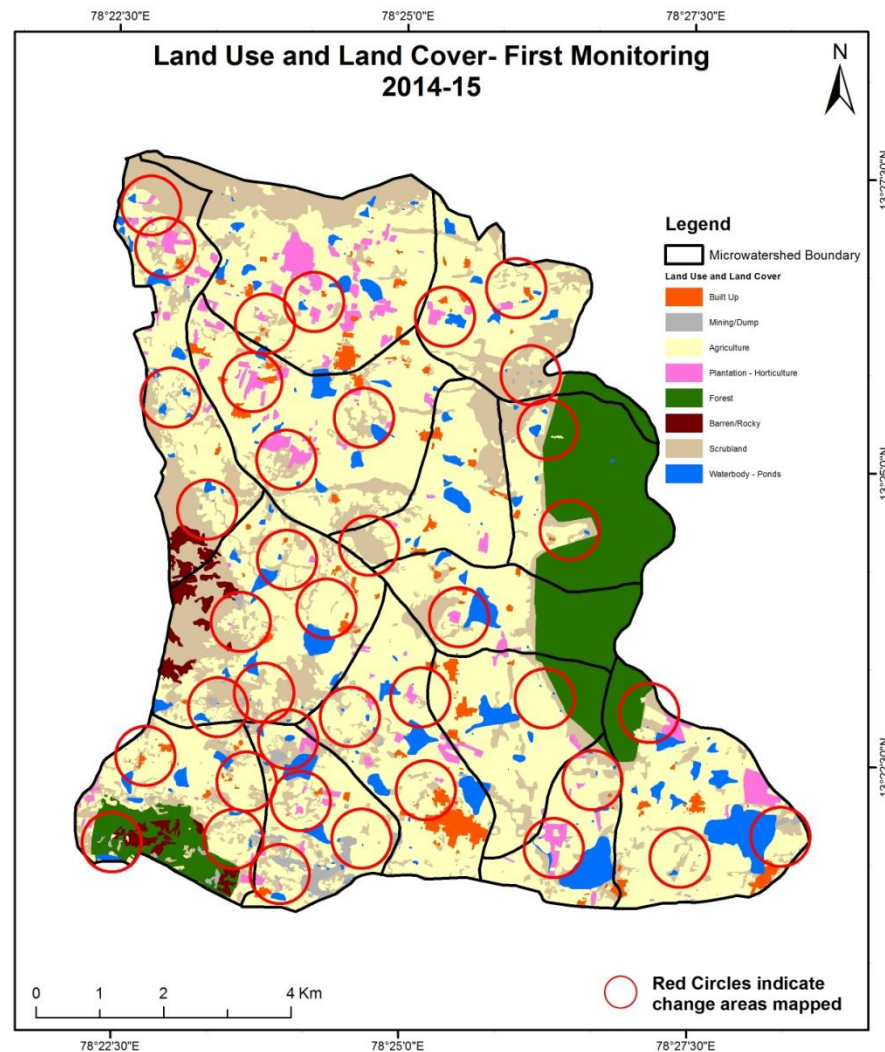 78°22'30"E 78°25'0"E 78°27'30"E
Land Use and Land Cover- First Monitoring
2014-15
N
Legend
Microwatershed Boundary
Land Use and Land Cover
Built Up
Mining/Dump
Agriculture
Plantation - Horticulture
Forest
Barren/Rocky
Scrubland
Waterbody - Ponds
0 1 2 4 Km
Red Circles indicate
change areas mapped
78°22'30"E 78°25'0"E 78°27'30"E